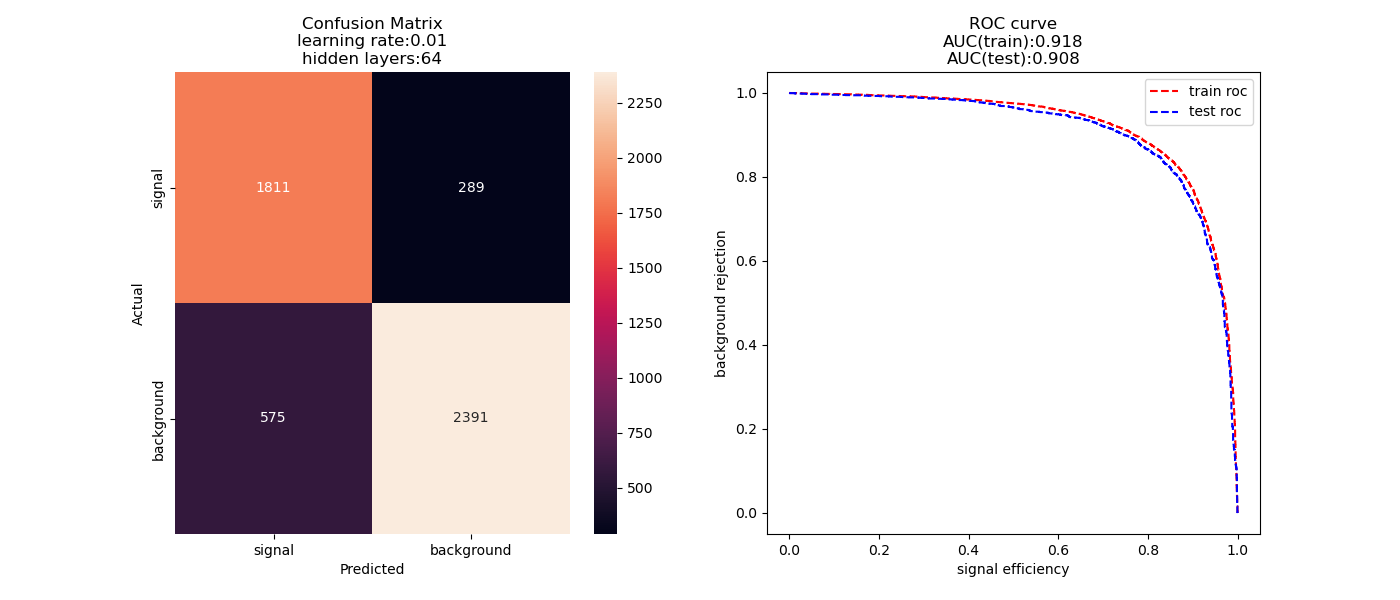 Confusion Matrix
learning rate:0.01
hidden layers:64
signal
background
Actual
1811
289
575
2391
signal
background
Predicted
2250
2000
1750
1500
1250
1000
750
500
ROC curve
AUC(train):0.918
AUC(test):0.908
train roc
test roc
background rejection
1.0
0.8
0.6
0.4
0.2
0.0
0.0 0.2 0.4 0.6 0.8 1.0
signal efficiency